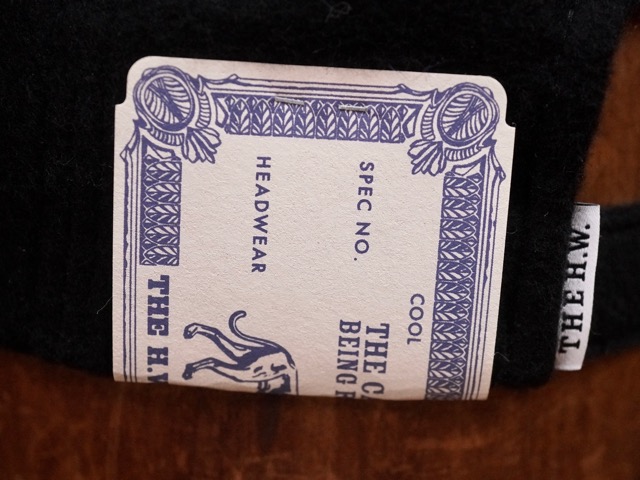 COOL
SPEC NO.
THE
BEING
HEADWEAR
THE H.W
THE H.W.